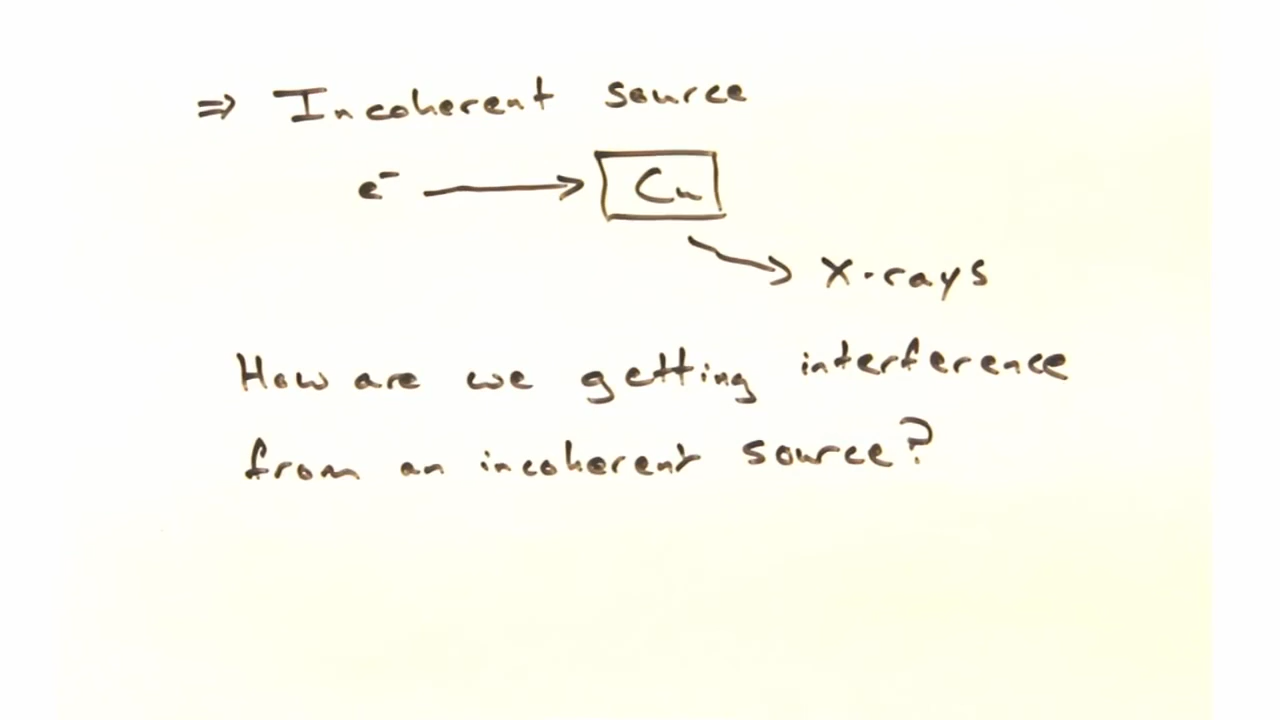 ⇒ Incoherent source
e⁻ → Cu
→ X-rays
How are we getting interference
from an incoherent source?